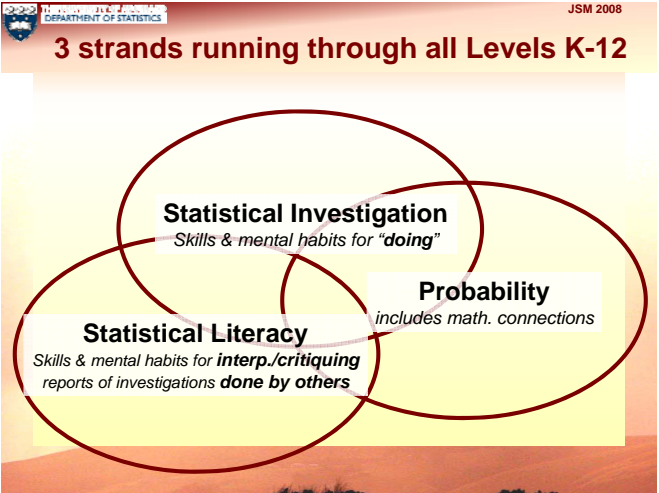 DEPARTMENT OF STATISTICS
JSM 2008
3 strands running through all Levels K-12
Statistical Investigation
Skills & mental habits for “doing”
Probability
includes math. connections
Statistical Literacy
Skills & mental habits for interp./critiquing
reports of investigations done by others